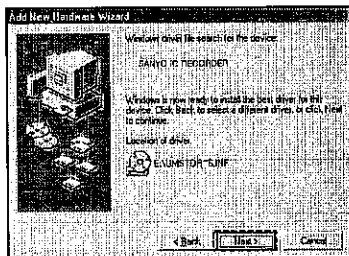 Add New Hardware Wizard
Windows driver file search for the device:
SANYO IC RECORDER
Windows is now ready to install the best driver for this
device. Click Back to select a different driver, or click Next
to continue.
Location of driver:
< Back
Next >
Cancel